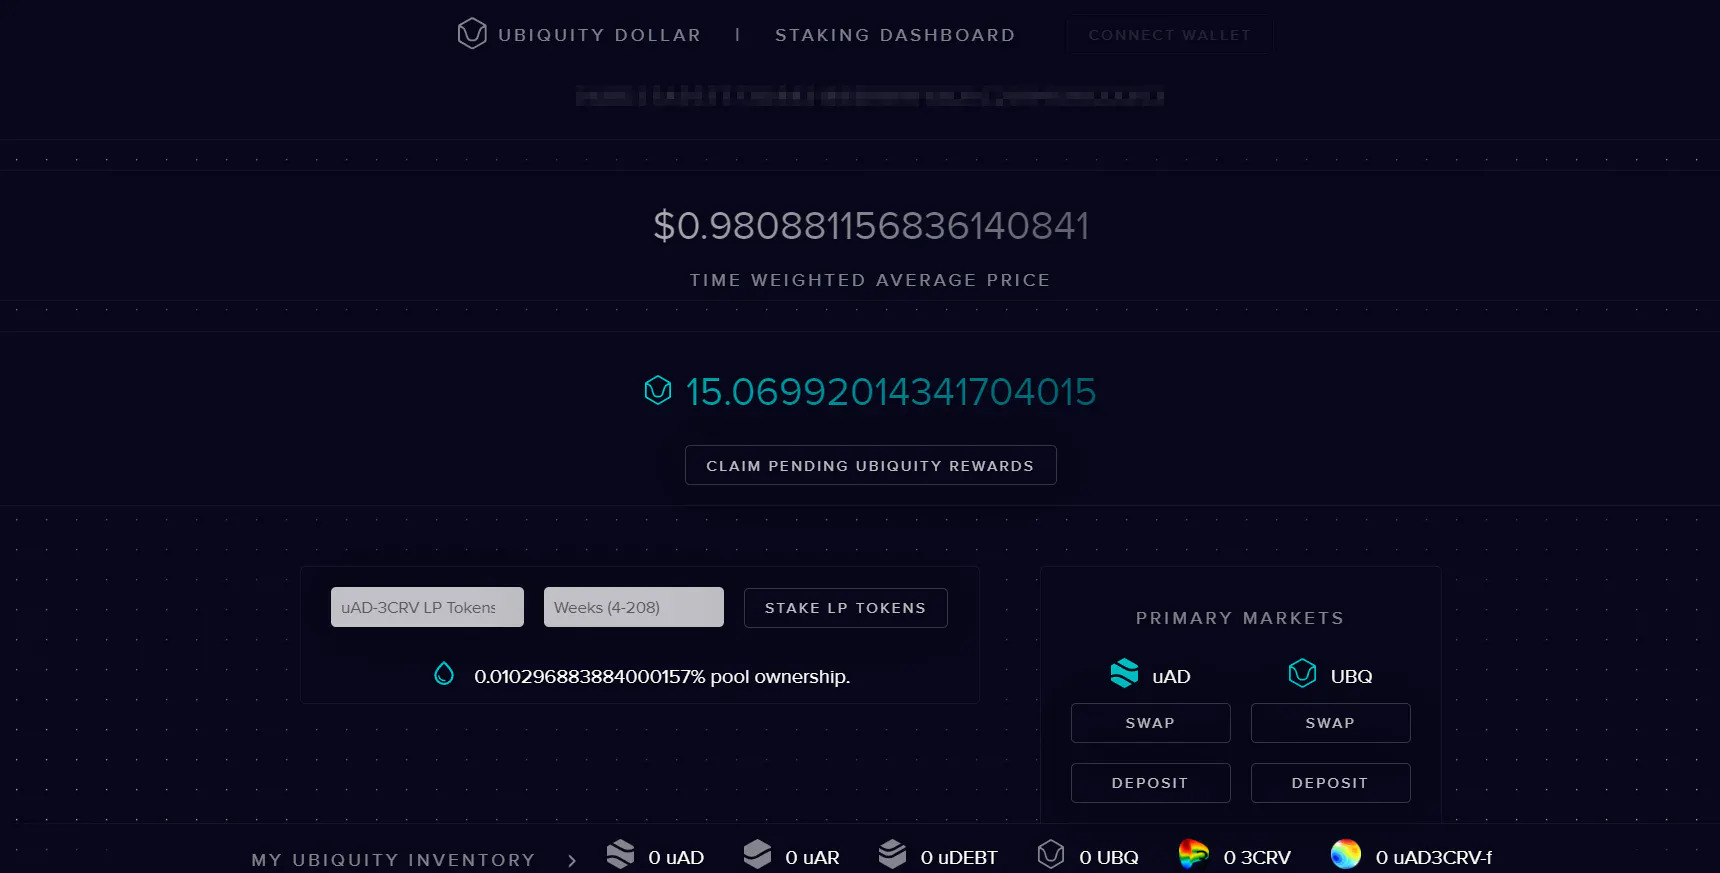 UBIQUITY DOLLAR | STAKING DASHBOARD CONNECT WALLET
$0.980881156836140841
TIME WEIGHTED AVERAGE PRICE
15.06992014341704015
CLAIM PENDING UBIQUITY REWARDS
uAD-3CRV LP Tokens Weeks (4-208) STAKE LP TOKENS
0.010296883884000157% pool ownership.
PRIMARY MARKETS
uAD UBQ
SWAP SWAP
DEPOSIT DEPOSIT
MY UBIQUITY INVENTORY > 0 uAD 0 uAR 0 uDEBT 0 UBQ 0 3CRV 0 uAD3CRV-f